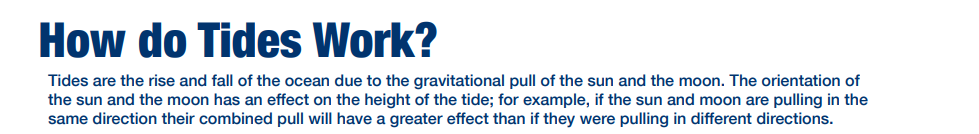 How do Tides Work?
Tides are the rise and fall of the ocean due to the gravitational pull of the sun and the moon. The orientation of
the sun and the moon has an effect on the height of the tide; for example, if the sun and moon are pulling in the
same direction their combined pull will have a greater effect than if they were pulling in different directions.